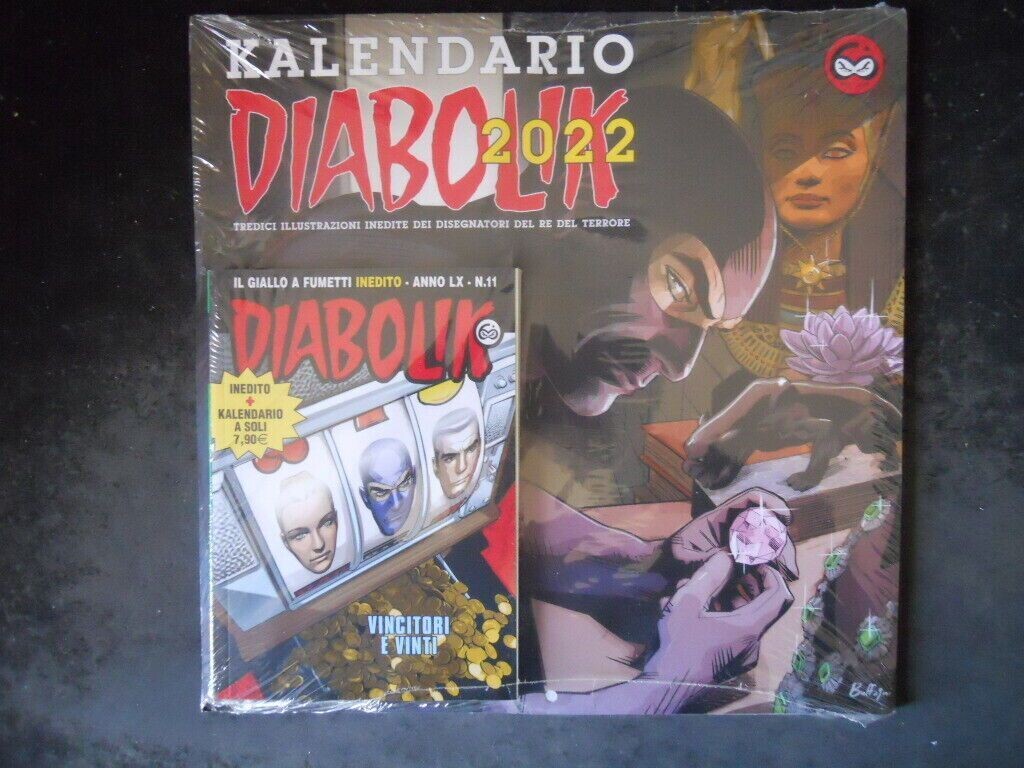 KALENDARIO
DIABOLIK
2022
TREDICI ILLUSTRAZIONI INEDITE DEI DISEGNATORI DEL RE DEL TERRORE
IL GIALLO A FUMETTI INEDITO - ANNO LX - N.11
DIABOLIK
INEDITO
+
KALENDARIO
A SOLI
7,90€
VINCITORI
E VINTI